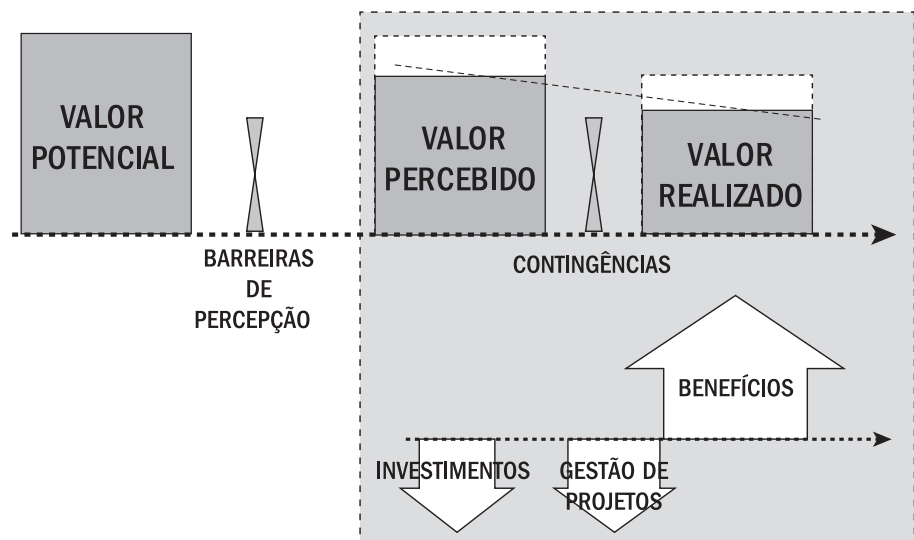 VALOR
POTENCIAL
BARREIRAS
DE
PERCEPÇÃO
VALOR
PERCEBIDO
CONTINGÊNCIAS
VALOR
REALIZADO
BENEFÍCIOS
INVESTIMENTOS
GESTÃO DE
PROJETOS